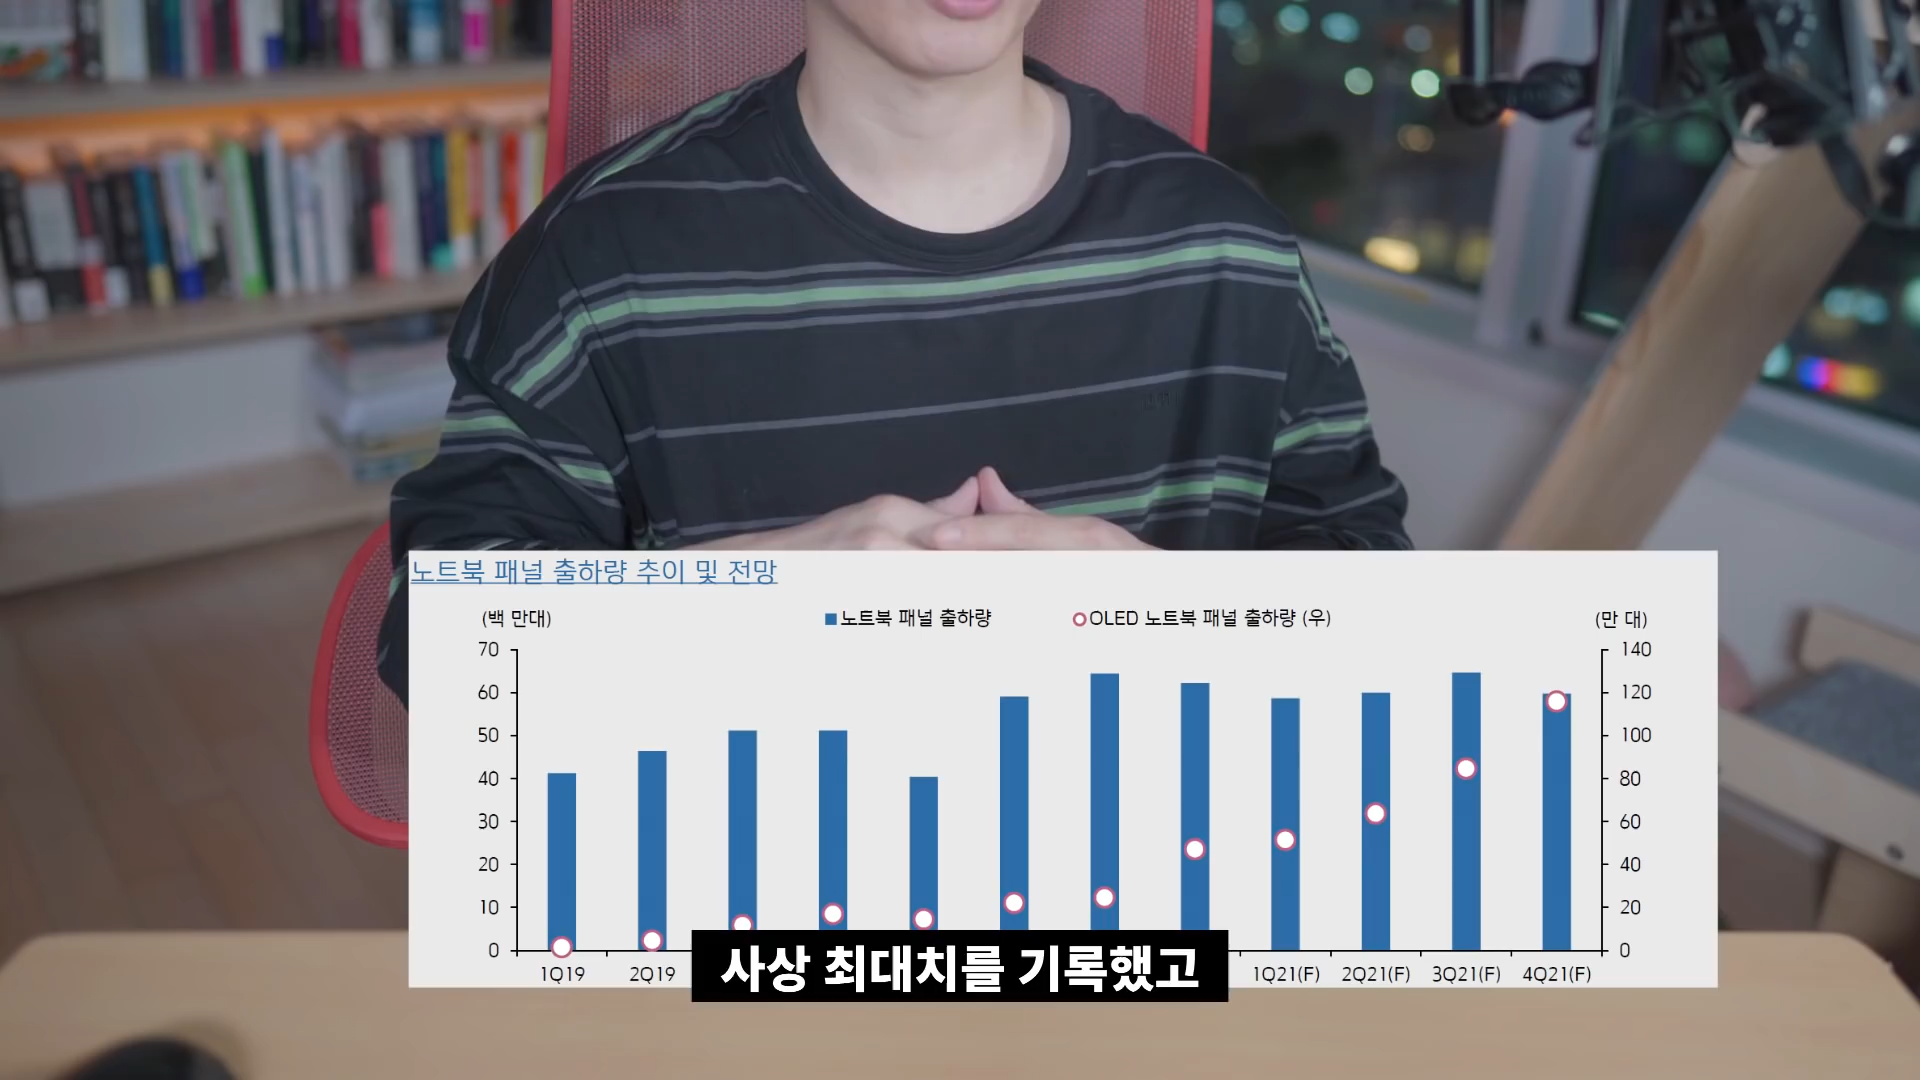 노트북 패널 출하량 추이 및 전망
(백 만대) 노트북 패널 출하량 OLED 노트북 패널 출하량 (우) (만 대)
70 140
60 120
50 100
40 80
30 60
20 40
10 20
0 0
1Q19 2Q19 1Q21(F) 2Q21(F) 3Q21(F) 4Q21(F)
사상 최대치를 기록했고